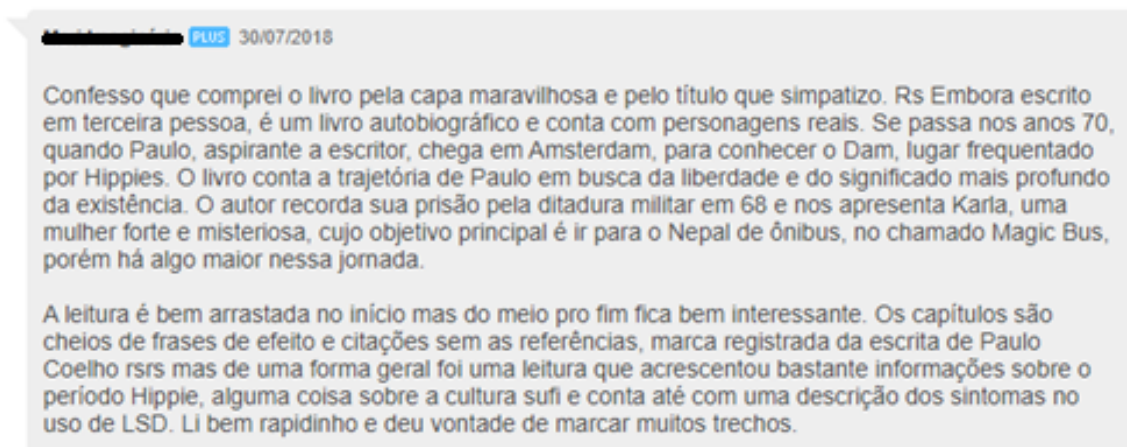 PLUS 30/07/2018
Confesso que comprei o livro pela capa maravilhosa e pelo título que simpatizo. Rs Embora escrito
em terceira pessoa, é um livro autobiográfico e conta com personagens reais. Se passa nos anos 70,
quando Paulo, aspirante a escritor, chega em Amsterdam, para conhecer o Dam, lugar frequentado
por Hippies. O livro conta a trajetória de Paulo em busca da liberdade e do significado mais profundo
da existência. O autor recorda sua prisão pela ditadura militar em 68 e nos apresenta Karla, uma
mulher forte e misteriosa, cujo objetivo principal é ir para o Nepal de ônibus, no chamado Magic Bus,
porém há algo maior nessa jornada.
A leitura é bem arrastada no início mas do meio pro fim fica bem interessante. Os capítulos são
cheios de frases de efeito e citações sem as referências, marca registrada da escrita de Paulo
Coelho rsrs mas de uma forma geral foi uma leitura que acrescentou bastante informações sobre o
período Hippie, alguma coisa sobre a cultura sufi e conta até com uma descrição dos sintomas no
uso de LSD. Li bem rapidinho e deu vontade de marcar muitos trechos.